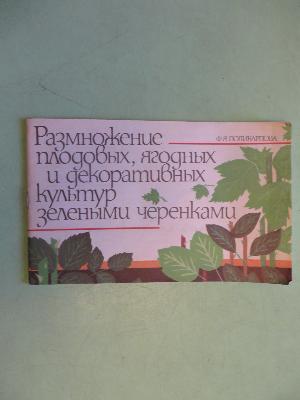 Ф.Я.ПОЛИКАРПОВА
Размножение
плодовых, ягодных
и декоративных
культур
зелеными черенками